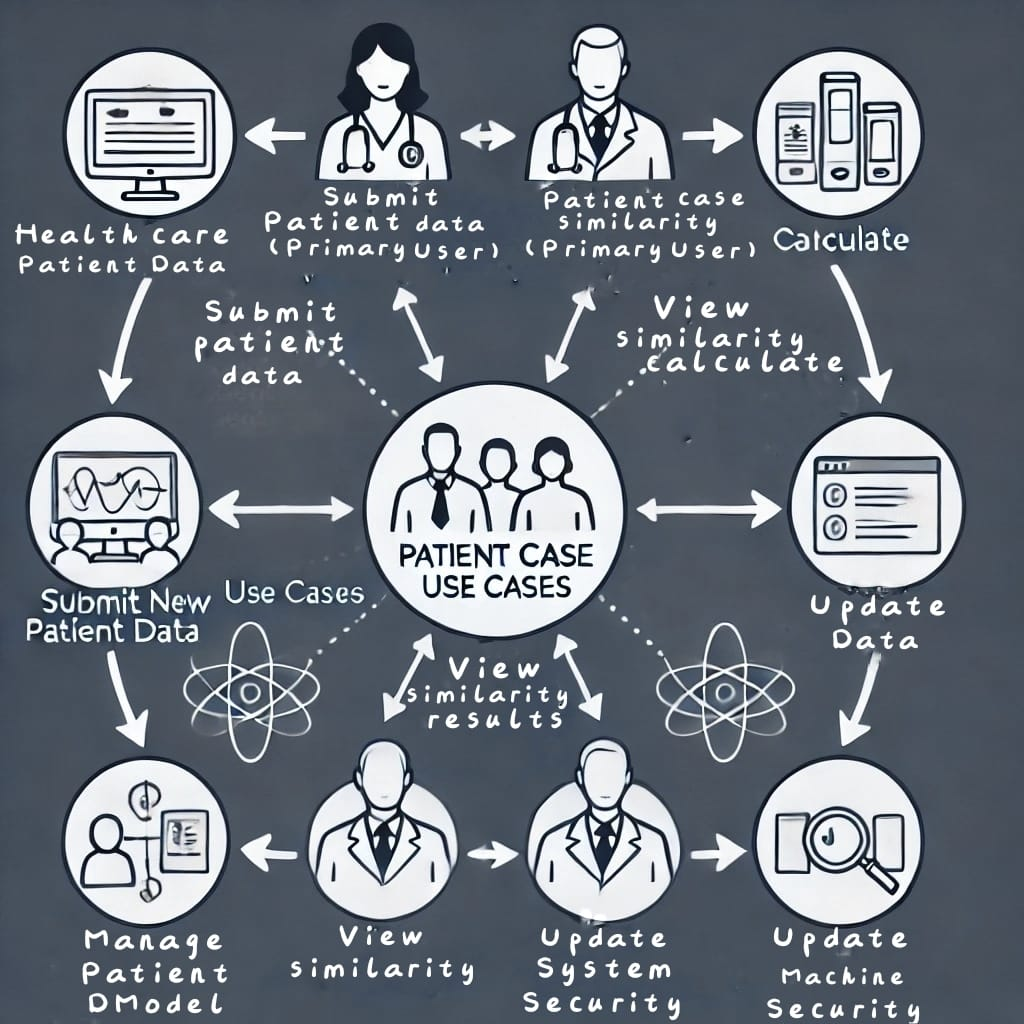 Submit
Patient data
(Primary User)
Patient case
similarity
(Primary User)
Health care
Patient Data
Calculate
Submit
patient
data
View
similarity
calculate
PATIENT CASE
USE CASES
Submit New
Patient Data
Use Cases
Update
Data
View
similarity
results
Manage
Patient
DModel
View
similarity
Update
System
Security
Update
Machine
Security